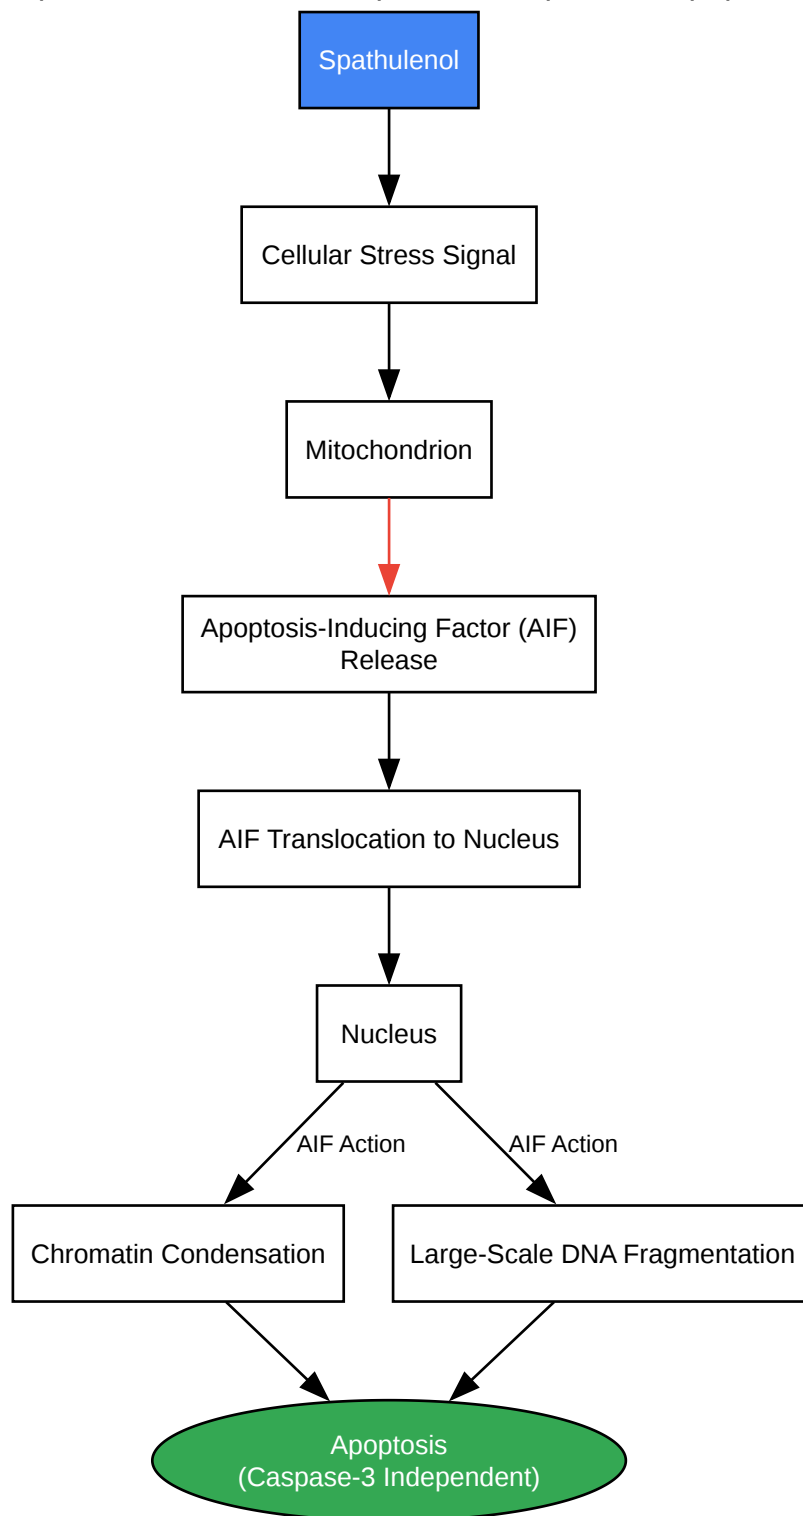 Spathulenol
Cellular Stress Signal
Mitochondrion
Apoptosis-Inducing Factor (AIF)
Release
AIF Translocation to Nucleus
Nucleus
AIF Action
AIF Action
Chromatin Condensation
Large-Scale DNA Fragmentation
Apoptosis
(Caspase-3 Independent)